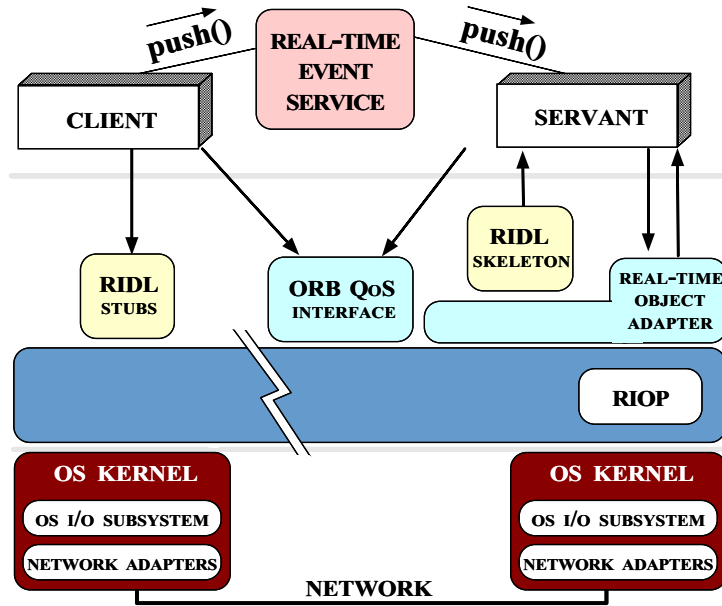 push()
push()
REAL-TIME
EVENT
SERVICE
CLIENT
SERVANT
RIDL
STUBS
ORB QoS
INTERFACE
RIDL
SKELETON
REAL-TIME
OBJECT
ADAPTER
RIOP
OS KERNEL
OS I/O SUBSYSTEM
NETWORK ADAPTERS
OS KERNEL
OS I/O SUBSYSTEM
NETWORK ADAPTERS
NETWORK